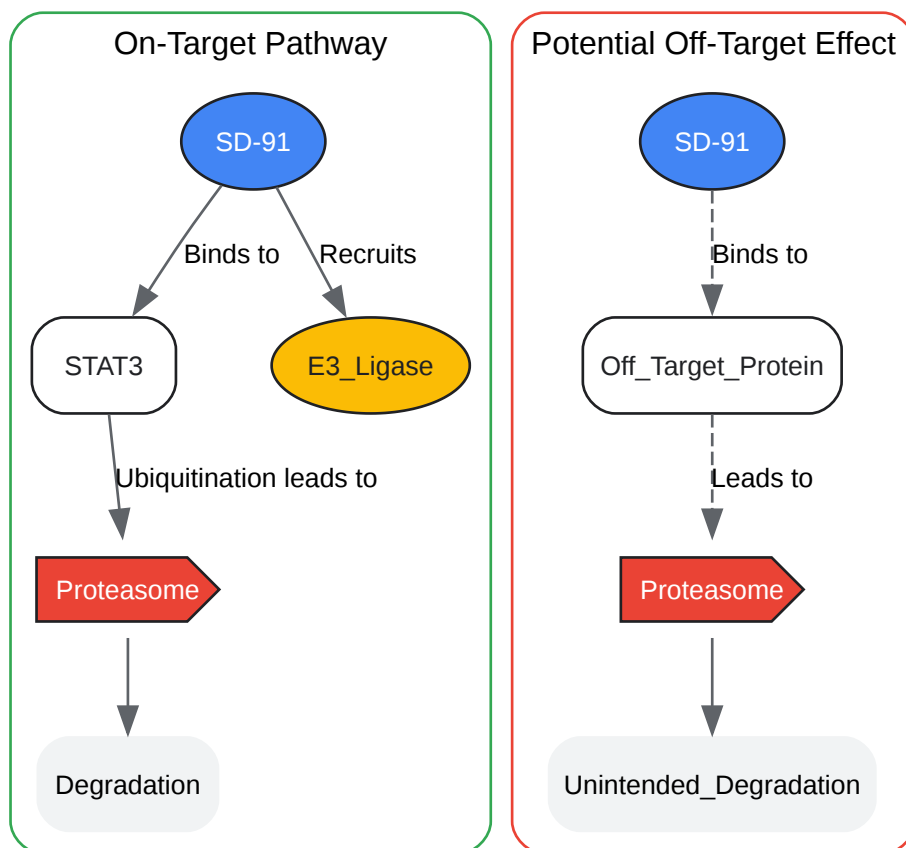 On-Target Pathway
SD-91
Binds to
Recruits
STAT3
E3_Ligase
Ubiquitination leads to
Proteasome
Degradation
Potential Off-Target Effect
SD-91
Binds to
Off_Target_Protein
Leads to
Proteasome
Unintended_Degradation